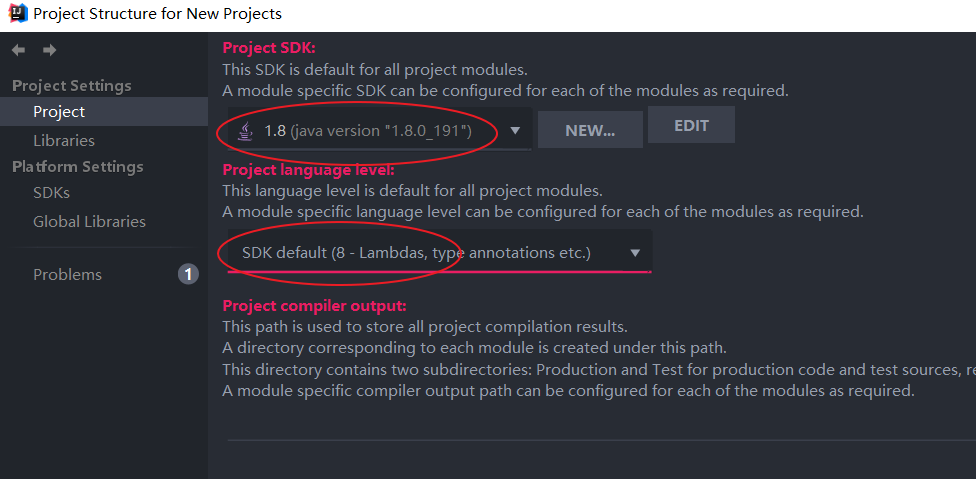 Project Structure for New Projects
Project Settings
Project
Libraries
Platform Settings
SDKs
Global Libraries
Problems
1
Project SDK:
This SDK is default for all project modules.
A module specific SDK can be configured for each of the modules as required.
1.8 (java version "1.8.0_191")
NEW...
EDIT
Project language level:
This language level is default for all project modules.
A module specific language level can be configured for each of the modules as required.
SDK default (8 - Lambdas, type annotations etc.)
Project compiler output:
This path is used to store all project compilation results.
A directory corresponding to each module is created under this path.
This directory contains two subdirectories: Production and Test for production code and test sources,
A module specific compiler output path can be configured for each of the modules as required.